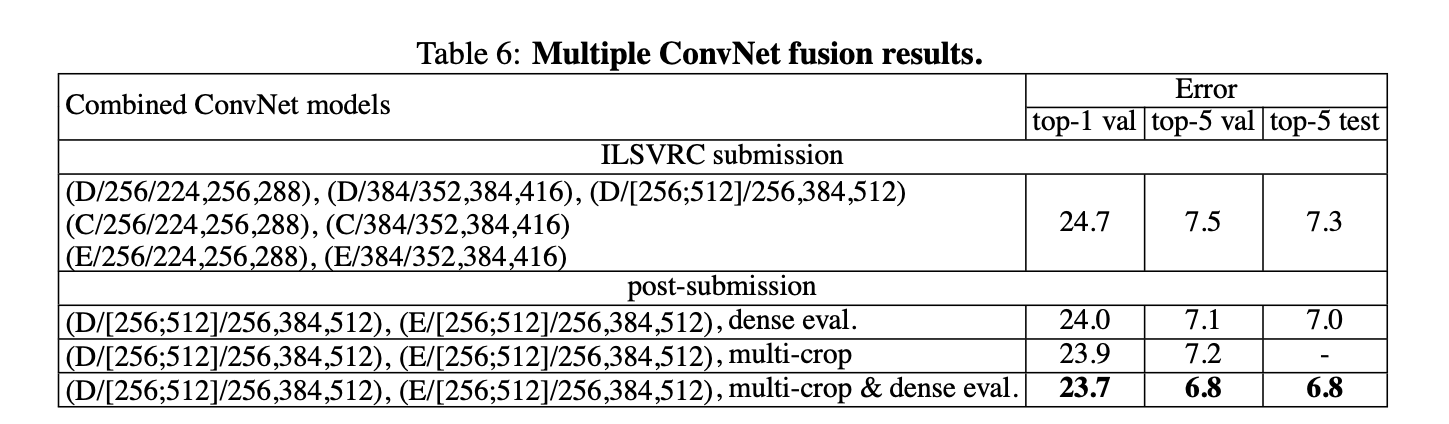 Table 6: Multiple ConvNet fusion results.
Combined ConvNet models
Error
top-1 val top-5 val top-5 test
ILSVRC submission
(D/256/224,256,288), (D/384/352,384,416), (D/[256;512]/256,384,512)
(C/256/224,256,288), (C/384/352,384,416)
(E/256/224,256,288), (E/384/352,384,416)
24.7 7.5 7.3
post-submission
(D/[256;512]/256,384,512), (E/[256;512]/256,384,512), dense eval. 24.0 7.1 7.0
(D/[256;512]/256,384,512), (E/[256;512]/256,384,512), multi-crop 23.9 7.2 -
(D/[256;512]/256,384,512), (E/[256;512]/256,384,512), multi-crop & dense eval. 23.7 6.8 6.8